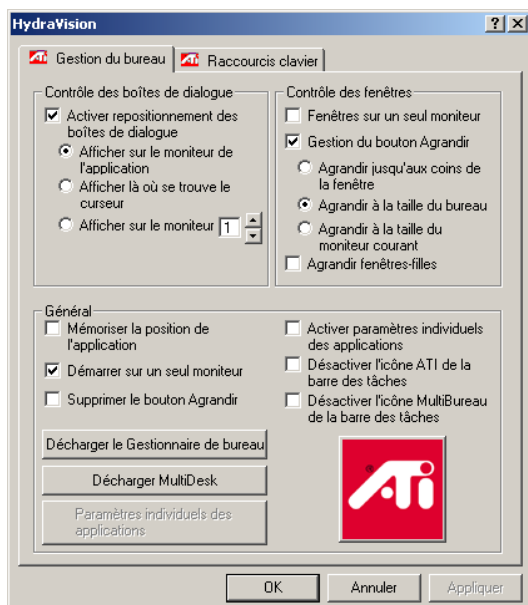 HydraVision
Gestion du bureau
Raccourcis clavier
Contrôle des boîtes de dialogue
Activer repositionnement des
boîtes de dialogue
Afficher sur le moniteur de
l'application
Afficher là où se trouve le
curseur
Afficher sur le moniteur 1
Contrôle des fenêtres
Fenêtres sur un seul moniteur
Gestion du bouton Agrandir
Agrandir jusqu'aux coins de
la fenêtre
Agrandir à la taille du bureau
Agrandir à la taille du
moniteur courant
Agrandir fenêtres-filles
Général
Mémoriser la position de
l'application
Démarrer sur un seul moniteur
Supprimer le bouton Agrandir
Activer paramètres individuels
des applications
Désactiver l'icône ATI de la
barre des tâches
Désactiver l'icône MultiBureau
de la barre des tâches
Décharger le Gestionnaire de bureau
Décharger MultiDesk
Paramètres individuels des
applications
ATI
OK
Annuler
Appliquer